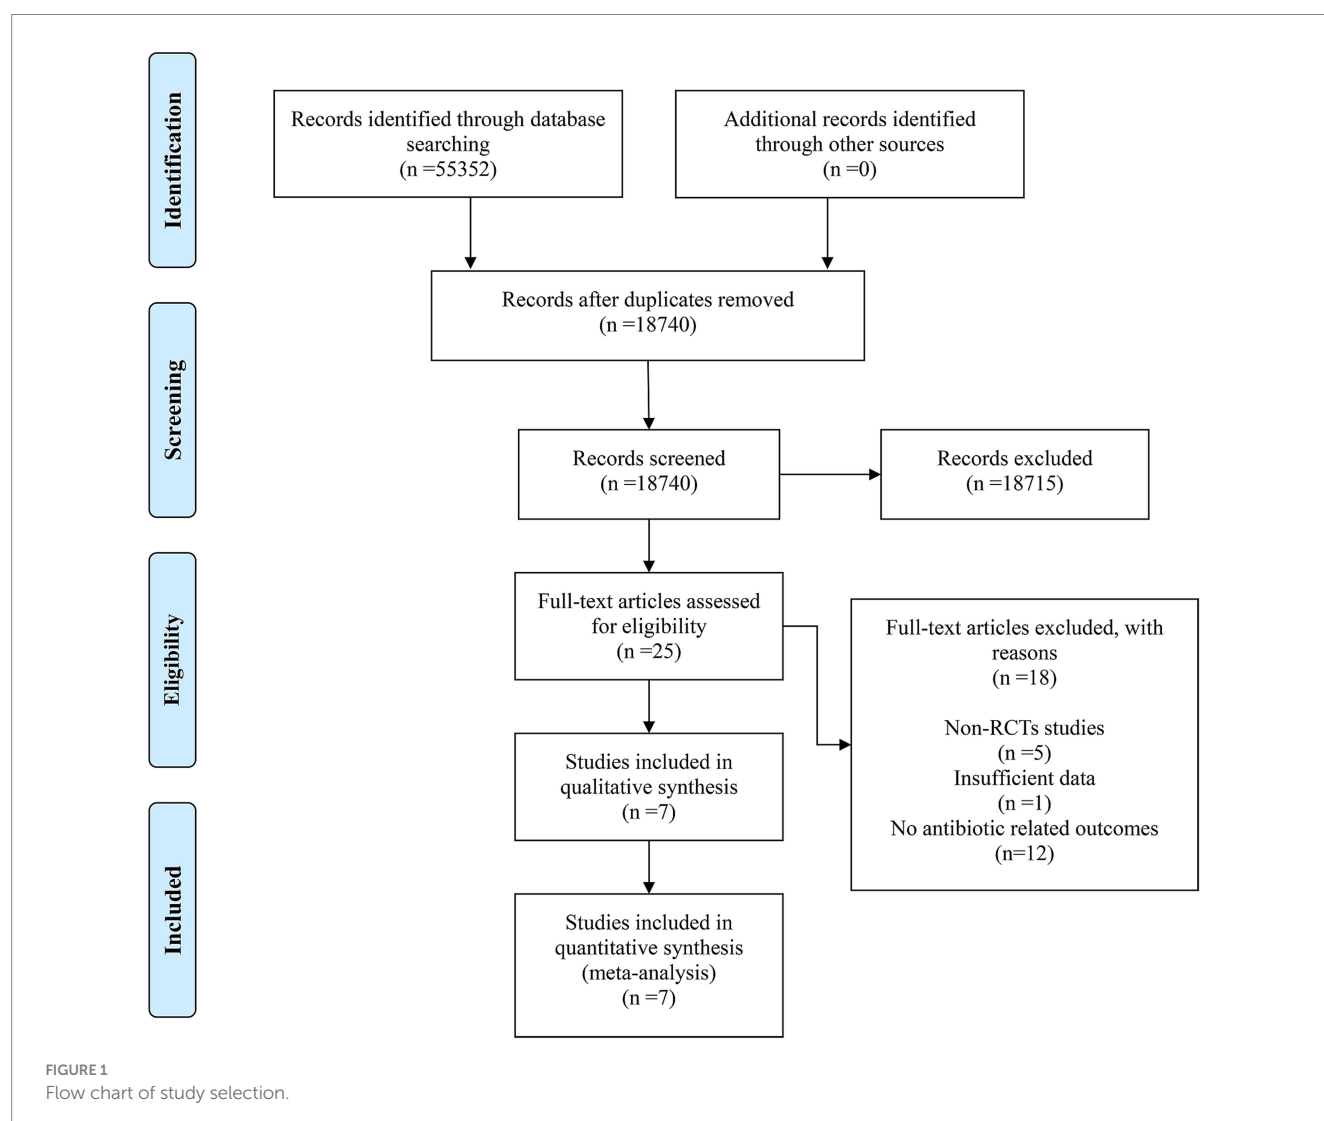 Identification
Records identified through database
searching
(n =55352)
Additional records identified
through other sources
(n =0)
Records after duplicates removed
(n =18740)
Screening
Records screened
(n =18740)
Records excluded
(n =18715)
Eligibility
Full-text articles assessed
for eligibility
(n =25)
Full-text articles excluded, with
reasons
(n =18)
Non-RCTs studies
(n =5)
Insufficient data
(n =1)
No antibiotic related outcomes
(n=12)
Studies included in
qualitative synthesis
(n =7)
Included
Studies included in
quantitative synthesis
(meta-analysis)
(n =7)
FIGURE 1
Flow chart of study selection.